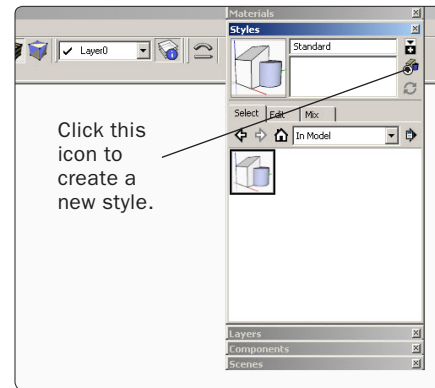 Materials
Styles
Layer0
Standard
Select Edit Mix
In Model
Click this
icon to
create a
new style.
Layers
Components
Scenes